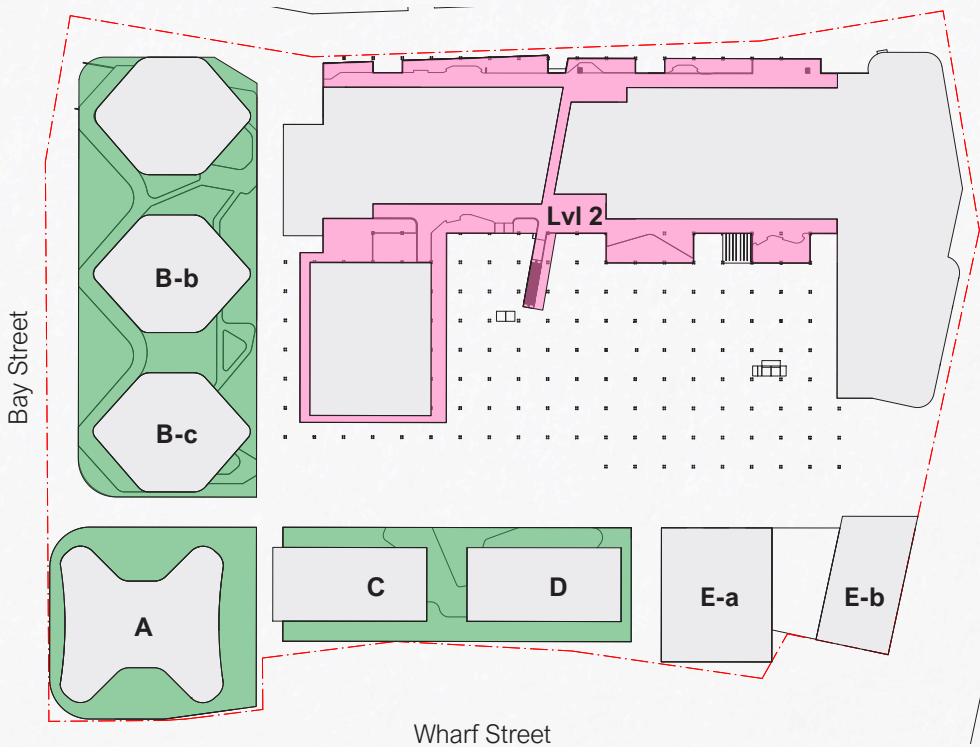 Lvl 2
B-b
Bay Street
B-c
C
D
E-a
E-b
A
Wharf Street